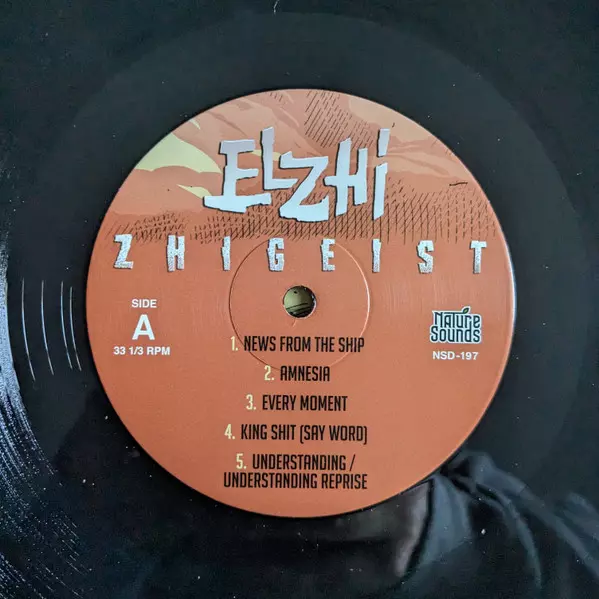 ELZHI
ZHIGEIST
SIDE
A
33 1/3 RPM
NATURE
SOUNDS
NSD-197
1. NEWS FROM THE SHIP
2. AMNESIA
3. EVERY MOMENT
4. KING SHIT (SAY WORD)
5. UNDERSTANDING /
UNDERSTANDING REPRISE